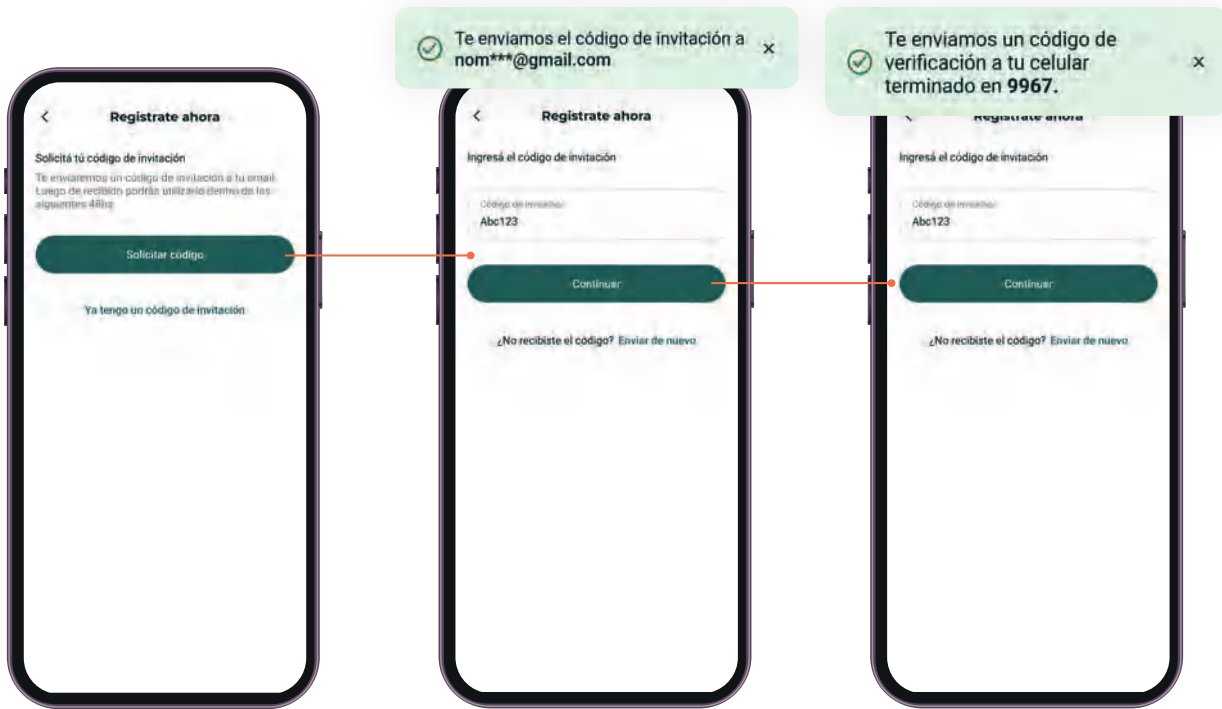 Registrate ahora
Solicitá tú código de invitación
Te enviaremos un código de invitación a tu email.
Luego de recibido podrás utilizarlo dentro de las
siguientes 48hs
Solicitar código
Ya tengo un código de invitación
Te enviamos el código de invitación a
nom***@gmail.com
Registrate ahora
Ingresá el código de invitación
Código de invitación
Abc123
Continuar
¿No recibiste el código? Enviar de nuevo
Te enviamos un código de
verificación a tu celular
terminado en 9967.
Registrate ahora
Ingresá el código de invitación
Código de invitación
Abc123
Continuar
¿No recibiste el código? Enviar de nuevo